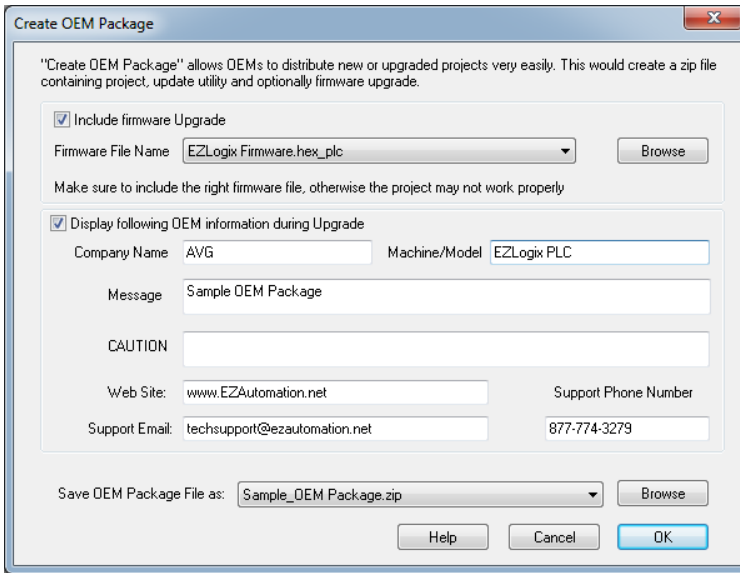 Create OEM Package
"Create OEM Package" allows OEMs to distribute new or upgraded projects very easily. This would create a zip file
containing project, update utility and optionally firmware upgrade.
Include firmware Upgrade
Firmware File Name EZLogix Firmware.hex_plc Browse
Make sure to include the right firmware file, otherwise the project may not work properly
Display following OEM information during Upgrade
Company Name AVG Machine/Model EZLogix PLC
Message Sample OEM Package
CAUTION
Web Site: www.EZAutomation.net Support Phone Number
Support Email: techsupport@ezautomation.net 877-774-3279
Save OEM Package File as: Sample_OEM Package.zip Browse
Help Cancel OK